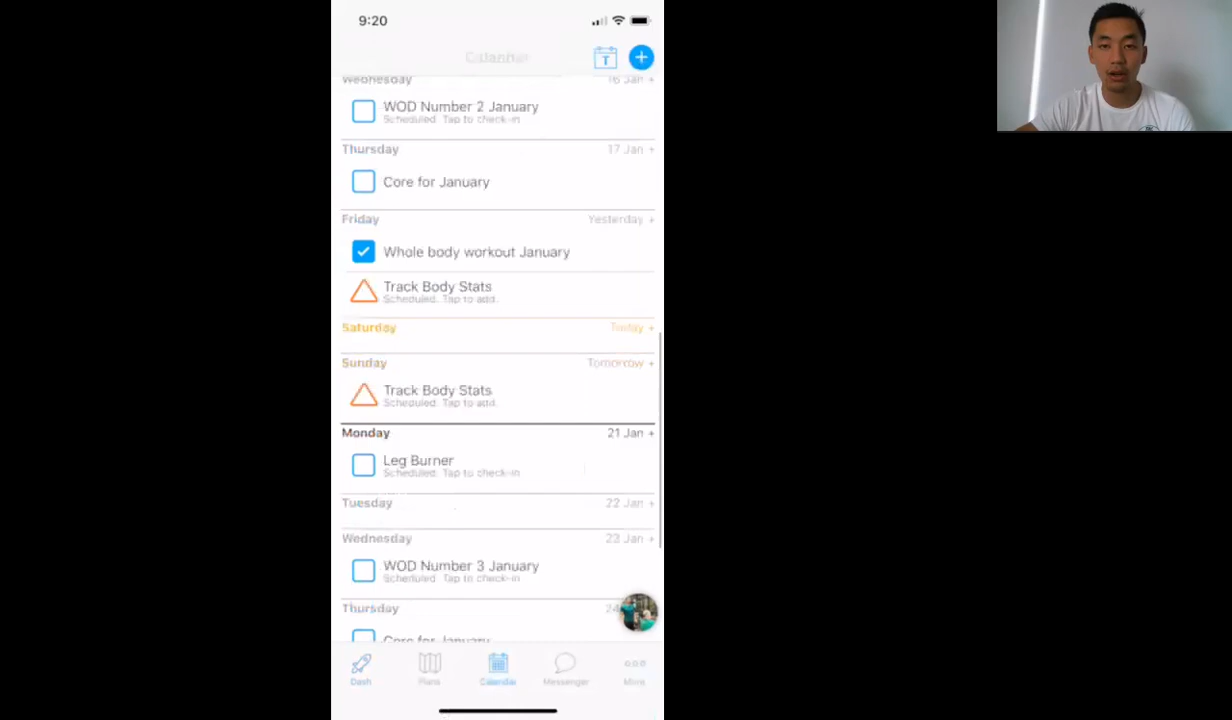 9:20
Calendar
T
Wednesday 16 Jan +
WOD Number 2 January
Scheduled. Tap to check-in
Thursday 17 Jan +
Core for January
Friday Yesterday +
Whole body workout January
Track Body Stats
Scheduled. Tap to add.
Saturday Today +
Sunday Tomorrow +
Track Body Stats
Scheduled. Tap to add.
Monday 21 Jan +
Leg Burner
Scheduled. Tap to check-in
Tuesday 22 Jan +
Wednesday 23 Jan +
WOD Number 3 January
Scheduled. Tap to check-in
Thursday 24
Core for January
Dash Plans Calendar Messenger More